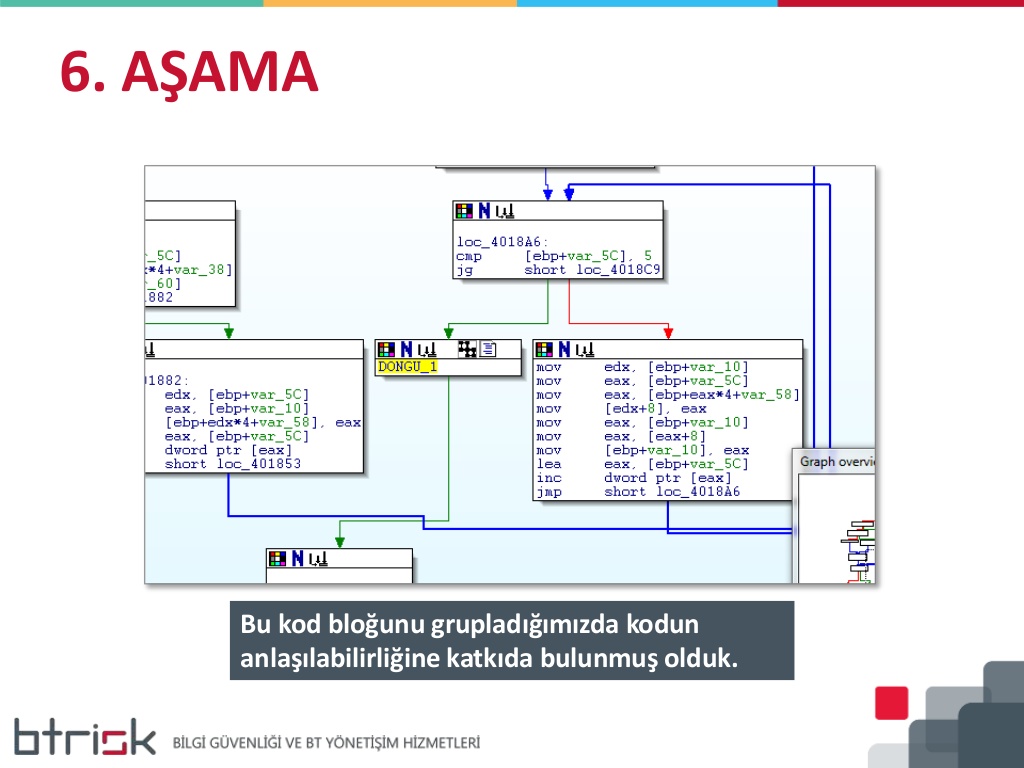 6. AŞAMA
loc_4018A6:
cmp [ebp+var_5C], 5
jg short loc_4018C9
_5C]
*4+var_38]
_60]
882
DONGU_1
1882:
edx, [ebp+var_5C]
eax, [ebp+var_10]
[ebp+edx*4+var_58], eax
eax, [ebp+var_5C]
dword ptr [eax]
short loc_401853
mov edx, [ebp+var_10]
mov eax, [ebp+var_5C]
mov eax, [ebp+eax*4+var_58]
mov [edx+8], eax
mov eax, [ebp+var_10]
mov eax, [eax+8]
mov [ebp+var_10], eax
lea eax, [ebp+var_5C]
inc dword ptr [eax]
jmp short loc_4018A6
Graph overvi
Bu kod bloğunu grupladığımızda kodun
anlaşılabilirliğine katkıda bulunmuş olduk.
btrisk BİLGİ GÜVENLİĞİ VE BT YÖNETİŞİM HİZMETLERİ